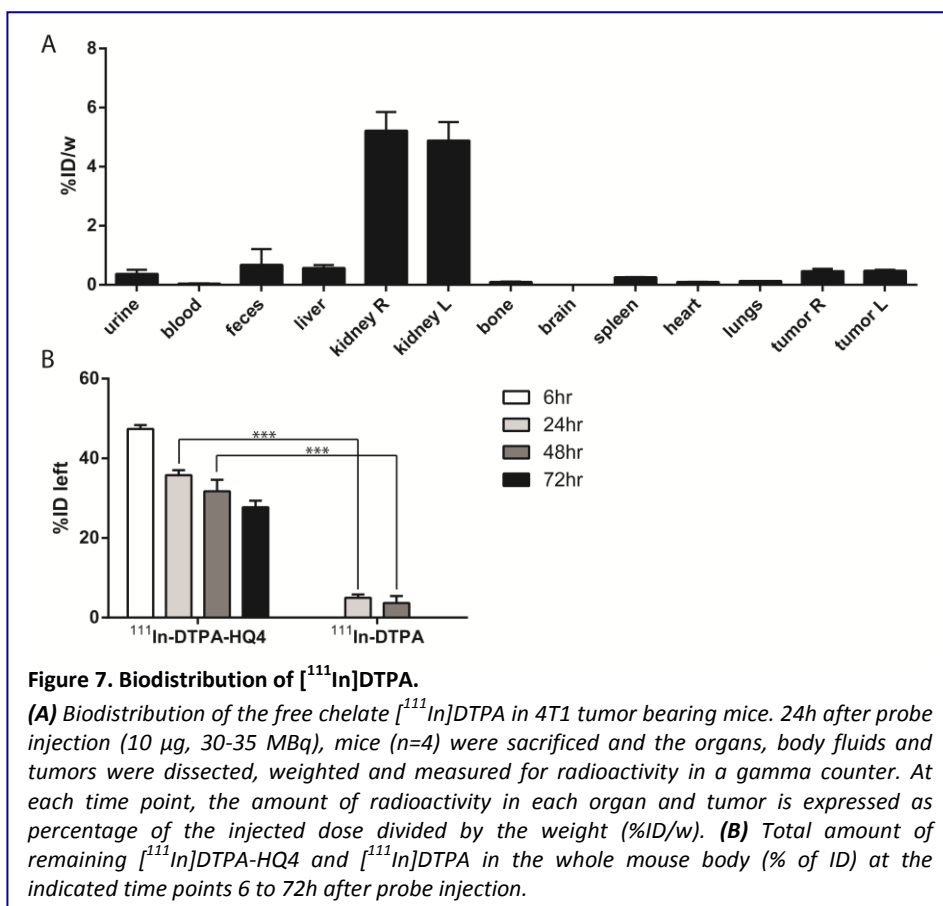 A
8
6
4
2
0
%ID/w
urine
blood
feces
liver
kidney R
kidney L
bone
brain
spleen
heart
lungs
tumor R
tumor L
B
60
40
20
0
%ID left
***
***
111In-DTPA-HQ4
111In-DTPA
6hr
24hr
48hr
72hr
Figure 7. Biodistribution of [111In]DTPA.
(A) Biodistribution of the free chelate [111In]DTPA in 4T1 tumor bearing mice. 24h after probe
injection (10 µg, 30-35 MBq), mice (n=4) were sacrificed and the organs, body fluids and
tumors were dissected, weighted and measured for radioactivity in a gamma counter. At
each time point, the amount of radioactivity in each organ and tumor is expressed as
percentage of the injected dose divided by the weight (%ID/w). (B) Total amount of
remaining [111In]DTPA-HQ4 and [111In]DTPA in the whole mouse body (% of ID) at the
indicated time points 6 to 72h after probe injection.